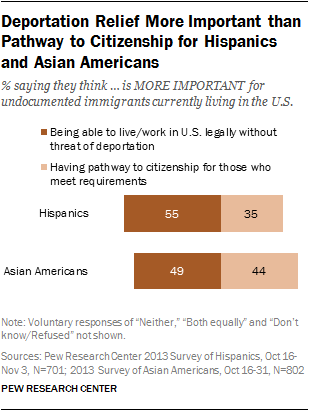 Deportation Relief More Important than
Pathway to Citizenship for Hispanics
and Asian Americans
% saying they think ... is MORE IMPORTANT for
undocumented immigrants currently living in the U.S.
Being able to live/work in U.S. legally without
threat of deportation
Having pathway to citizenship for those who
meet requirements
Hispanics 55 35
Asian Americans 49 44
Note: Voluntary responses of “Neither,” “Both equally” and “Don’t
know/Refused” not shown.
Sources: Pew Research Center 2013 Survey of Hispanics, Oct 16-
Nov 3, N=701; 2013 Survey of Asian Americans, Oct 16-31, N=802
PEW RESEARCH CENTER